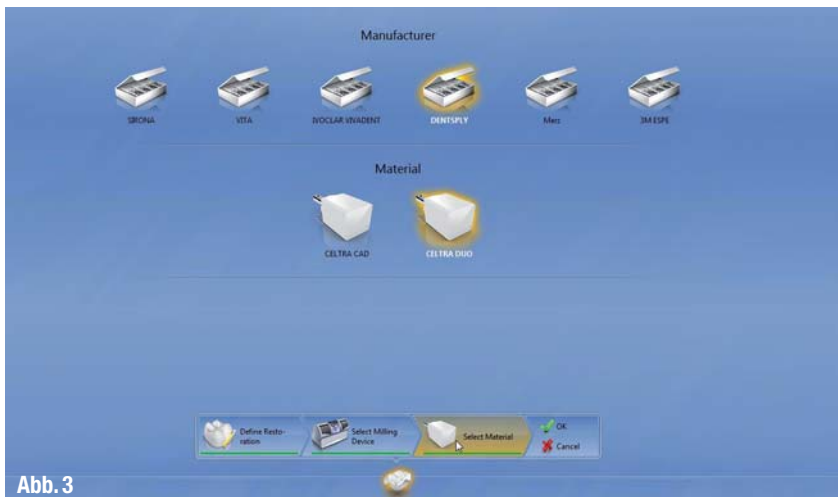 Manufacturer
SIRONA
VITA
IVOCLAR VIVADENT
DENTSPLY
Merz
3M ESPE
Material
CELTRA CAD
CELTRA DUO
Define Resto-
ration
Select Milling
Device
Select Material
OK
Cancel
Abb. 3